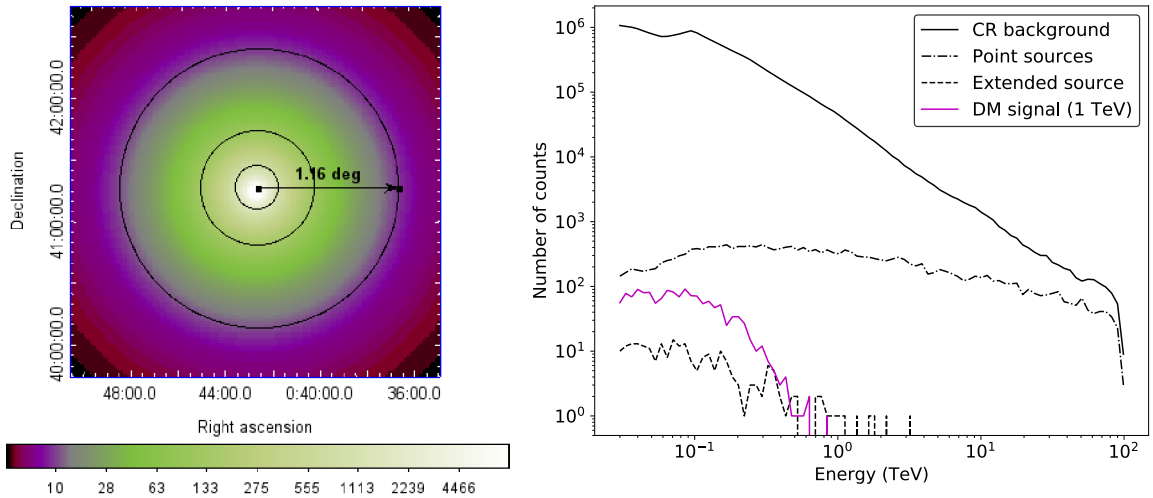 Declination
42:00:00.0
41:00:00.0
40:00:00.0
1.16 deg
48:00.0 44:00.0 0:40:00.0 36:00.0
Right ascension
10 28 63 133 275 555 1113 2239 4466
Number of counts
10^6
10^5
10^4
10^3
10^2
10^1
10^0
CR background
Point sources
Extended source
DM signal (1 TeV)
10^−1 10^0 10^1 10^2
Energy (TeV)